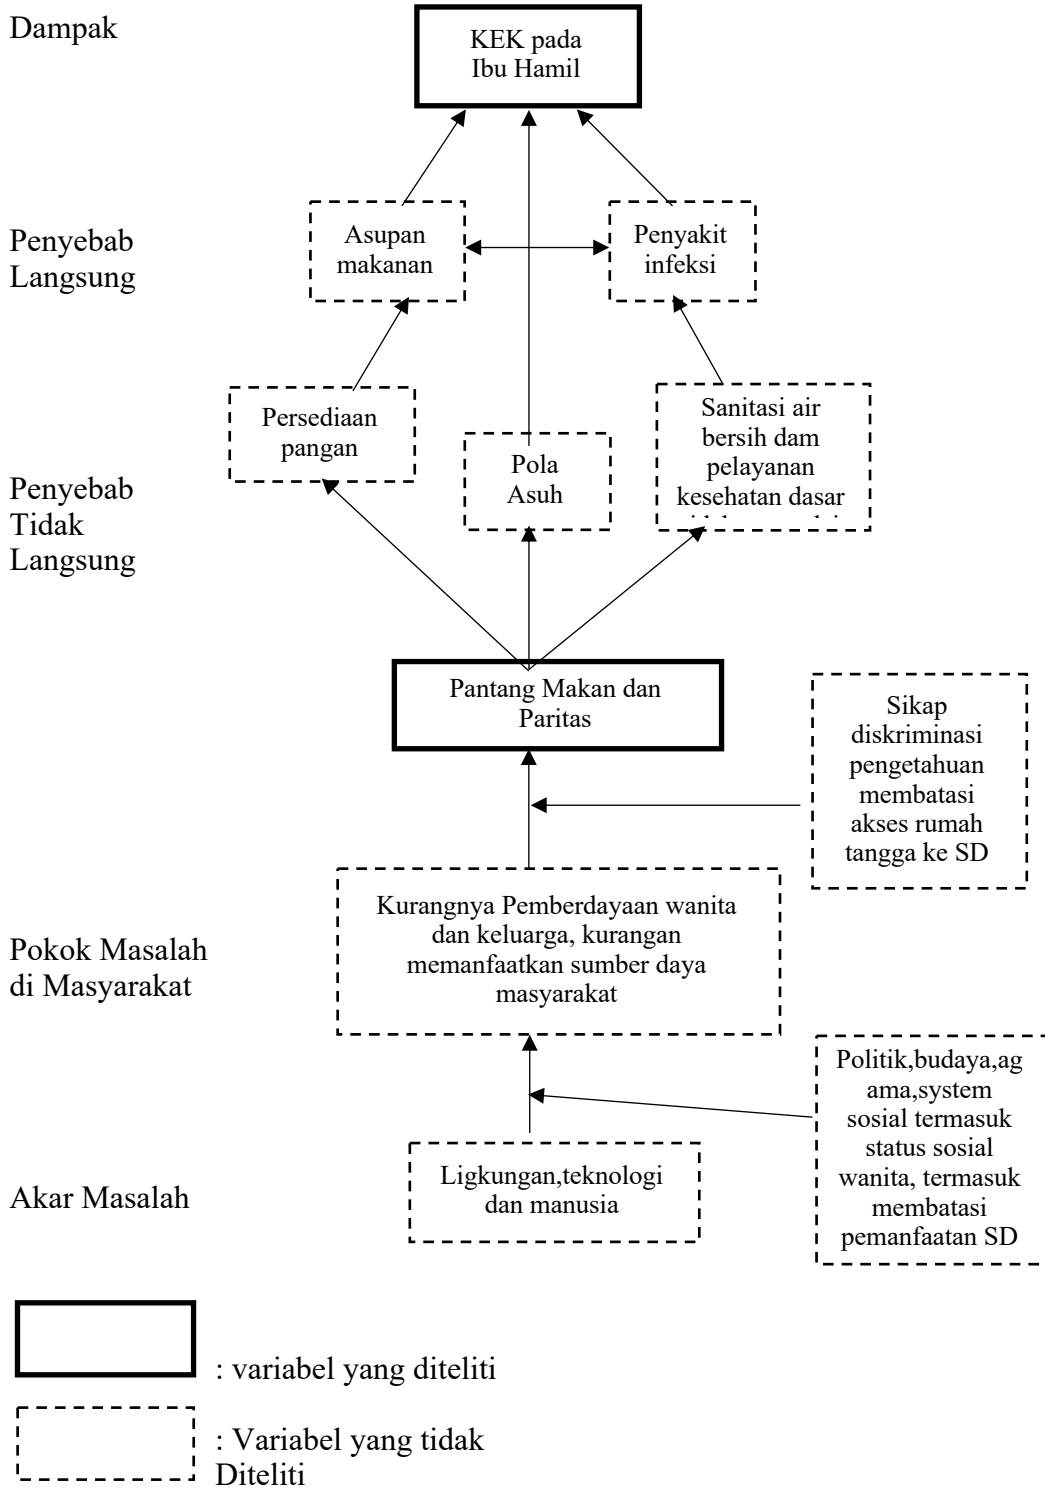 Dampak
KEK pada
Ibu Hamil
Penyebab
Langsung
Asupan
makanan
Penyakit
infeksi
Penyebab
Tidak
Langsung
Persediaan
pangan
Pola
Asuh
Sanitasi air
bersih dam
pelayanan
kesehatan dasar
Pantang Makan dan
Paritas
Sikap
diskriminasi
pengetahuan
membatasi
akses rumah
tangga ke SD
Pokok Masalah
di Masyarakat
Kurangnya Pemberdayaan wanita
dan keluarga, kurangan
memanfaatkan sumber daya
masyarakat
Akar Masalah
Ligkungan,teknologi
dan manusia
Politik,budaya,ag
ama,system
sosial termasuk
status sosial
wanita, termasuk
membatasi
pemanfaatan SD
: variabel yang diteliti
: Variabel yang tidak
Diteliti